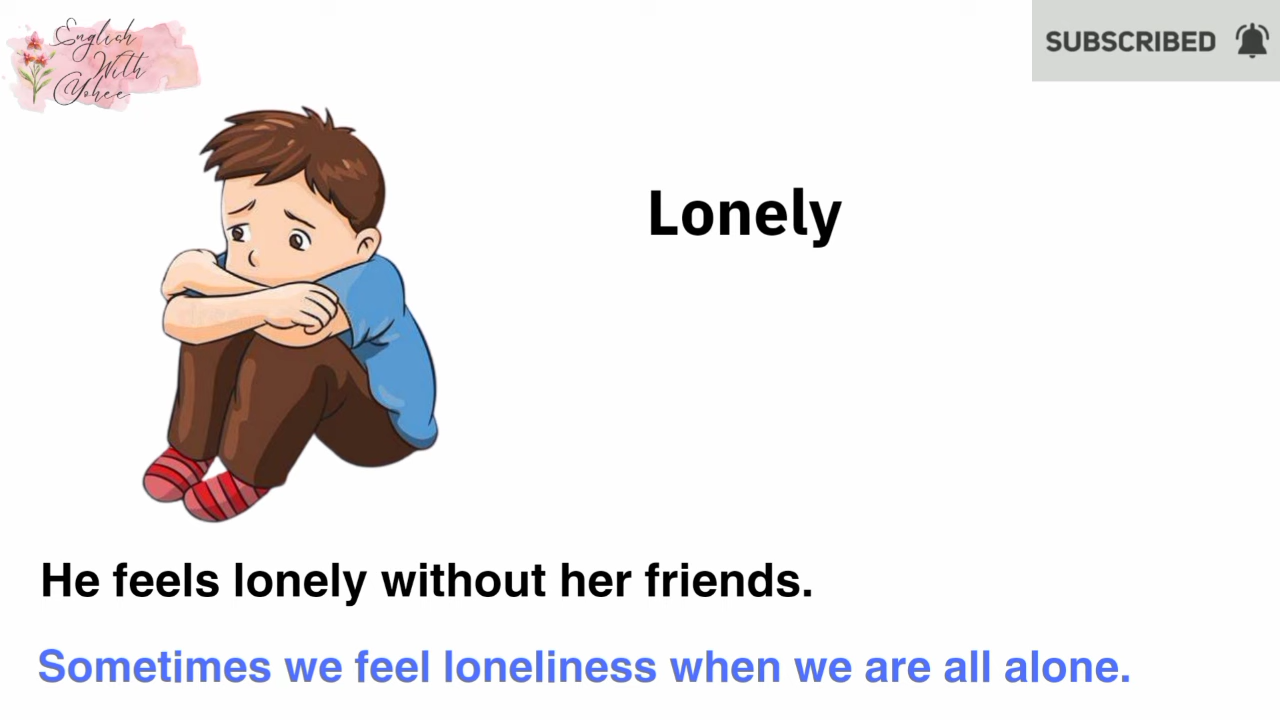 English
With
Yohee
SUBSCRIBED
Lonely
He feels lonely without her friends.
Sometimes we feel loneliness when we are all alone.